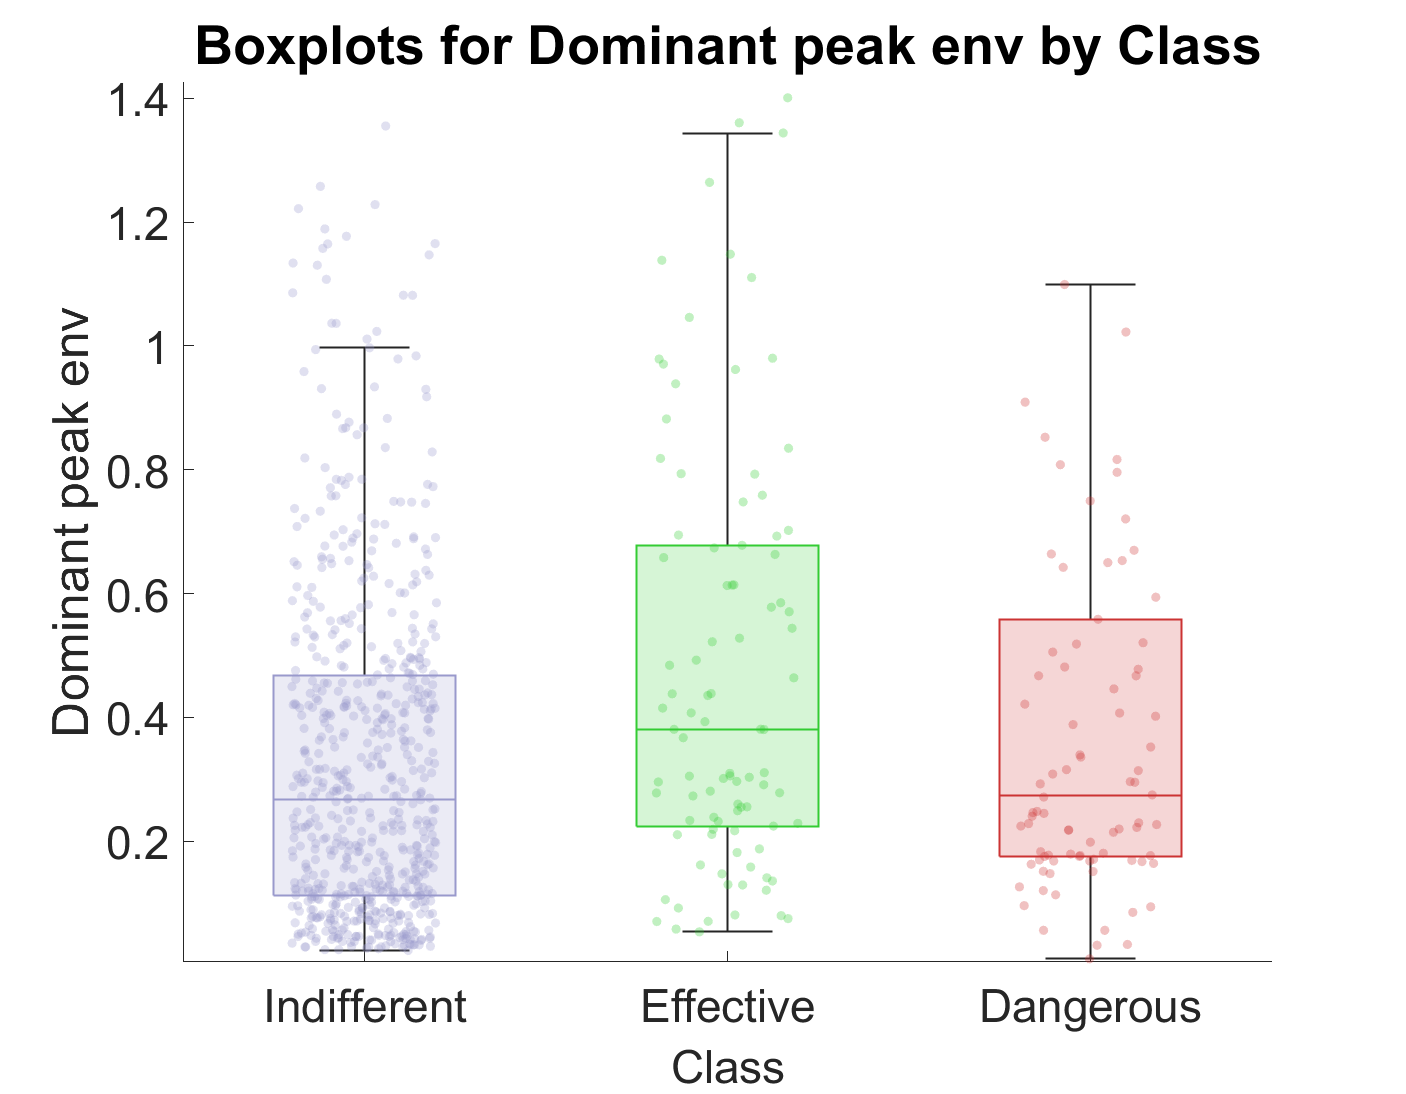 Boxplots for Dominant peak env by Class
Dominant peak env
1.4
1.2
1
0.8
0.6
0.4
0.2
Indifferent
Effective
Dangerous
Class